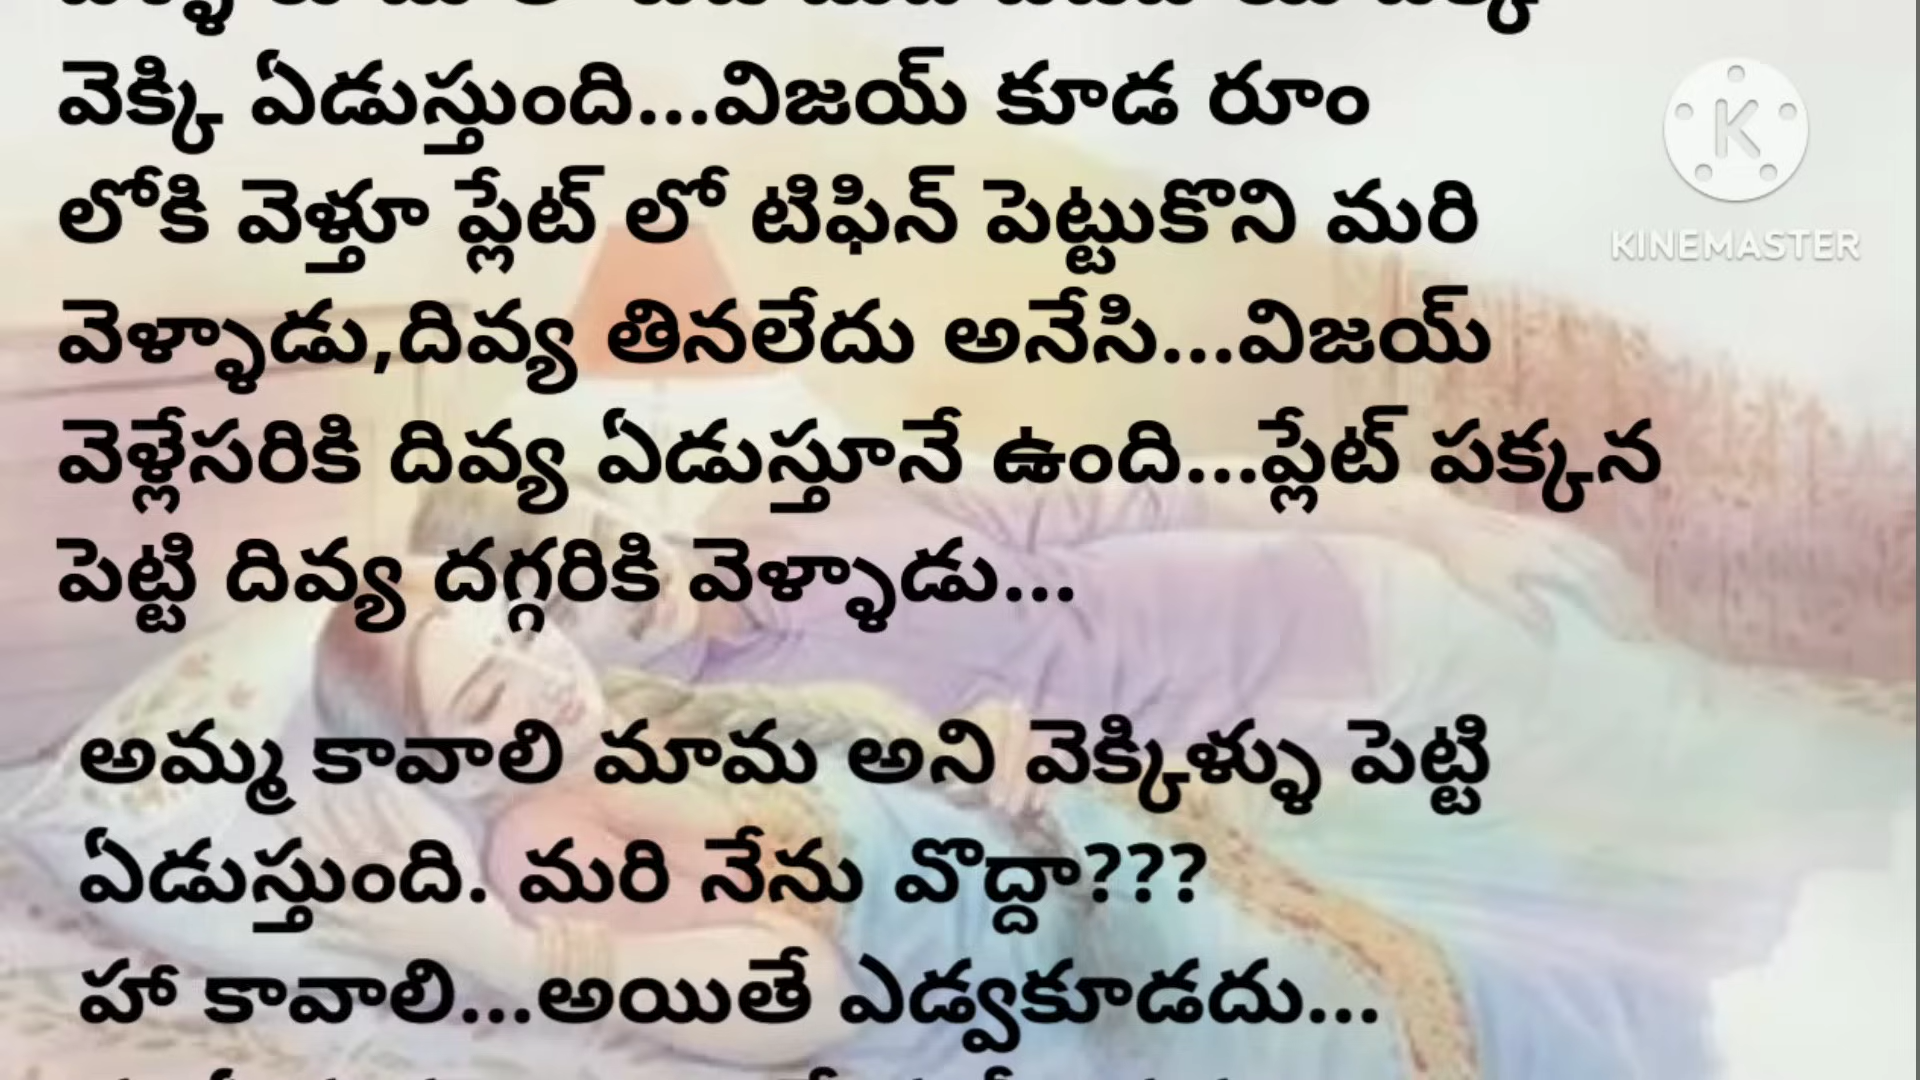 వెక్కి ఏడుస్తుంది...విజయ్ కూడ రూం
లోకి వెళ్తూ ప్లేట్ లో టిఫిన్ పెట్టుకొని మరి
వెళ్ళాడు,దివ్య తినలేదు అనేసి...విజయ్
వెళ్లేసరికి దివ్య ఏడుస్తూనే ఉంది...ప్లేట్ పక్కన
పెట్టి దివ్య దగ్గరికి వెళ్ళాడు...
అమ్మ కావాలి మామ అని వెక్కిళ్ళు పెట్టి
ఏడుస్తుంది. మరి నేను వొద్దా???
హా కావాలి...అయితే ఎడ్వకూడదు...
K
KINEMASTER